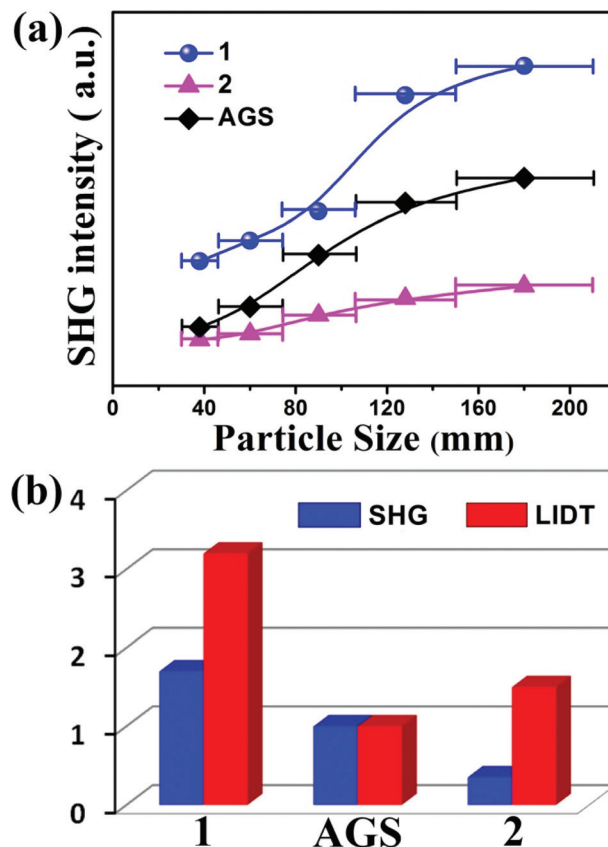 (a)
1
2
AGS
SHG intensity ( a.u.)
0 40 80 120 160 200
Particle Size (mm)
(b)
SHG LIDT
4
3
2
1
0
1 AGS 2